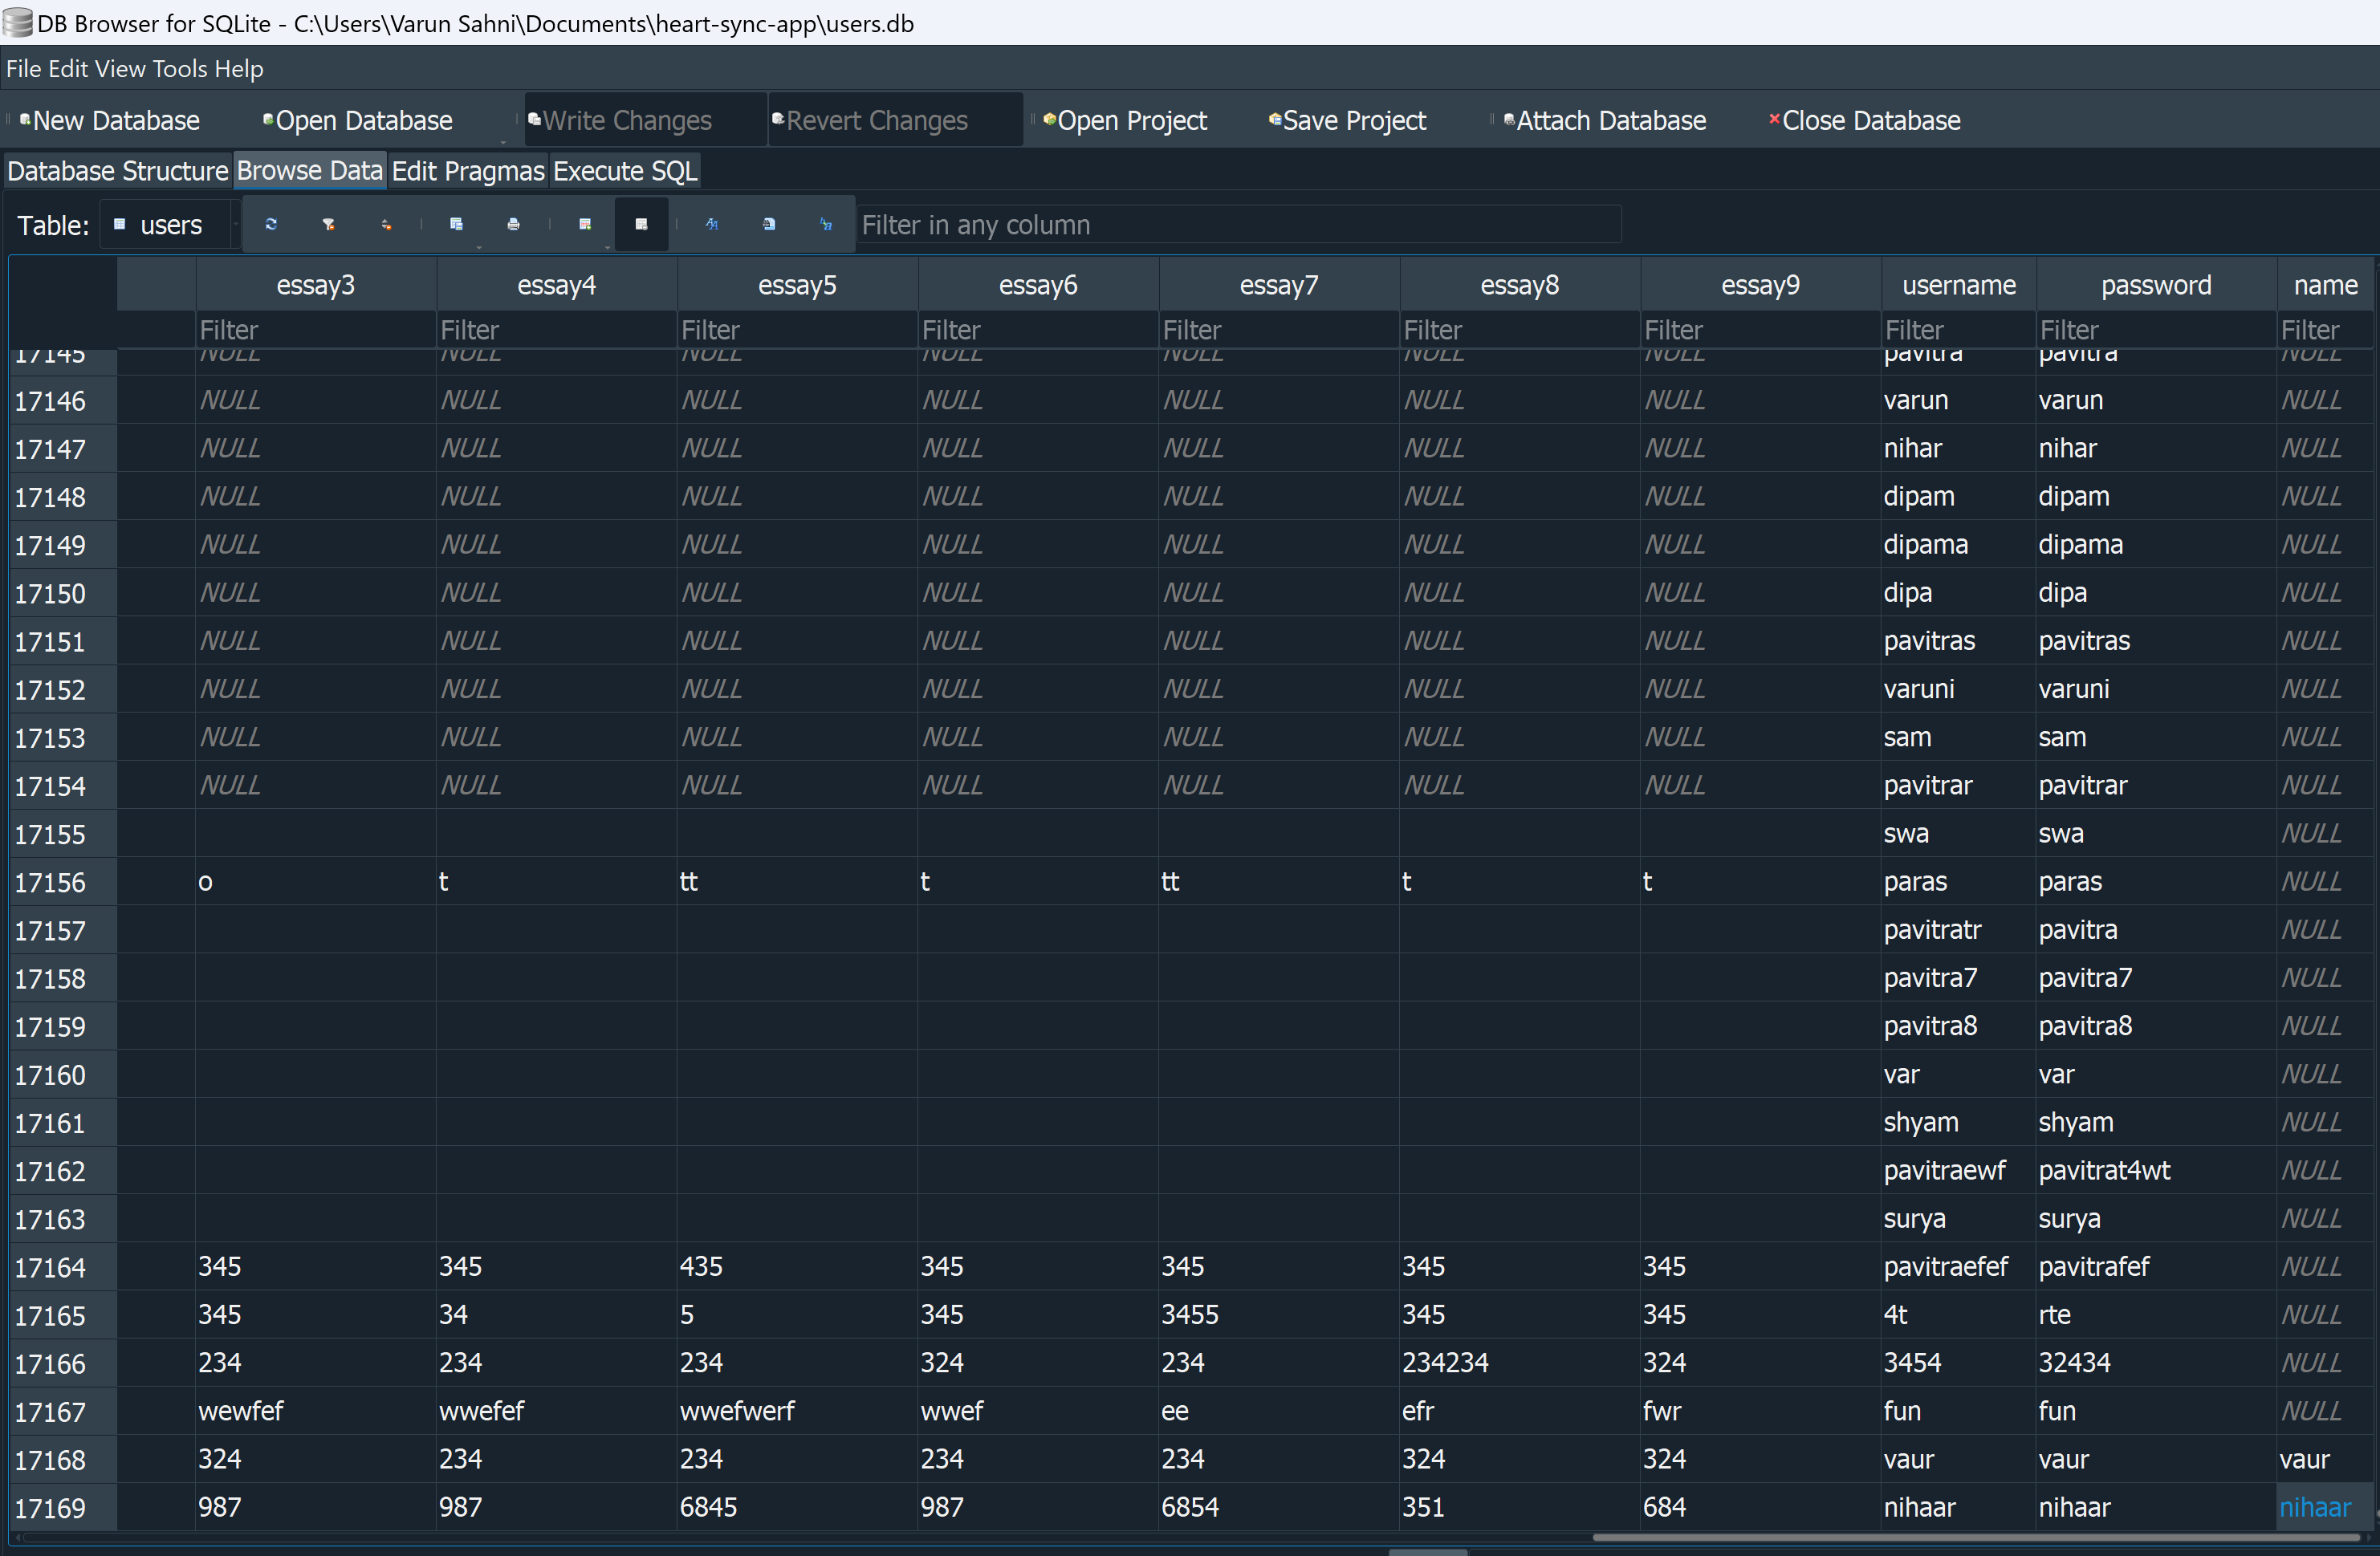 DB Browser for SQLite - C:\Users\Varun Sahni\Documents\heart-sync-app\users.db
File Edit View Tools Help
New Database Open Database Write Changes Revert Changes Open Project Save Project Attach Database Close Database
Database Structure Browse Data Edit Pragmas Execute SQL
Table: users Filter in any column
essay3 essay4 essay5 essay6 essay7 essay8 essay9 username password name
Filter Filter Filter Filter Filter Filter Filter Filter Filter Filter
17145 NULL NULL NULL NULL NULL NULL NULL pavitra pavitra NULL
17146 NULL NULL NULL NULL NULL NULL NULL varun varun NULL
17147 NULL NULL NULL NULL NULL NULL NULL nihar nihar NULL
17148 NULL NULL NULL NULL NULL NULL NULL dipam dipam NULL
17149 NULL NULL NULL NULL NULL NULL NULL dipama dipama NULL
17150 NULL NULL NULL NULL NULL NULL NULL dipa dipa NULL
17151 NULL NULL NULL NULL NULL NULL NULL pavitras pavitras NULL
17152 NULL NULL NULL NULL NULL NULL NULL varuni varuni NULL
17153 NULL NULL NULL NULL NULL NULL NULL sam sam NULL
17154 NULL NULL NULL NULL NULL NULL NULL pavitrar pavitrar NULL
17155 swa swa NULL
17156 o t tt t tt t t paras paras NULL
17157 pavitratr pavitra NULL
17158 pavitra7 pavitra7 NULL
17159 pavitra8 pavitra8 NULL
17160 var var NULL
17161 shyam shyam NULL
17162 pavitraewf pavitrat4wt NULL
17163 surya surya NULL
17164 345 345 435 345 345 345 345 pavitraefef pavitrafef NULL
17165 345 34 5 345 3455 345 345 4t rte NULL
17166 234 234 234 324 234 234234 324 3454 32434 NULL
17167 wewfef wwefef wwefwerf wwef ee efr fwr fun fun NULL
17168 324 234 234 234 234 324 324 vaur vaur vaur
17169 987 987 6845 987 6854 351 684 nihaar nihaar nihaar